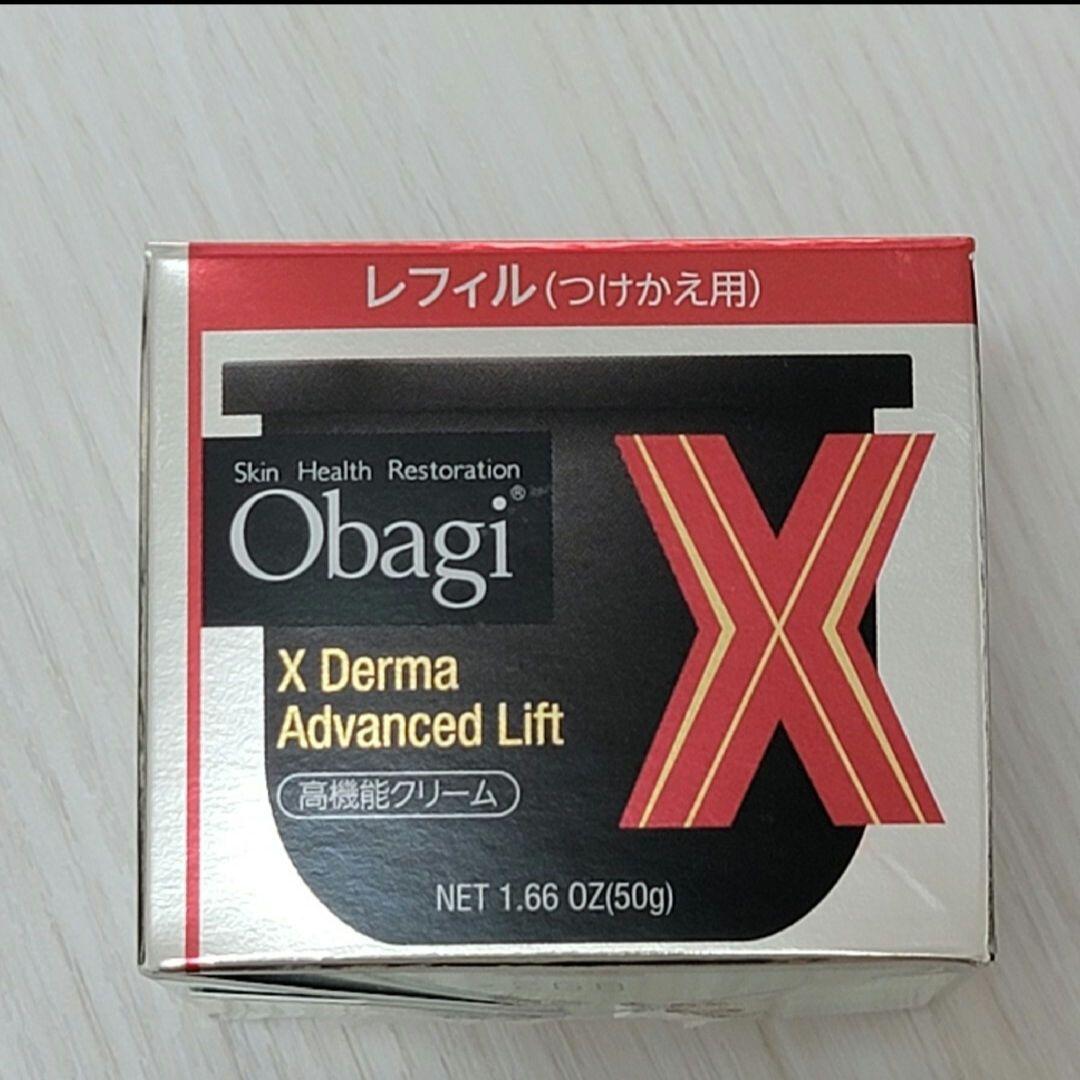 レフィル(つけかえ用)
Skin Health Restoration
Obagi®
X
X Derma
Advanced Lift
高機能クリーム
NET 1.66 OZ(50g)